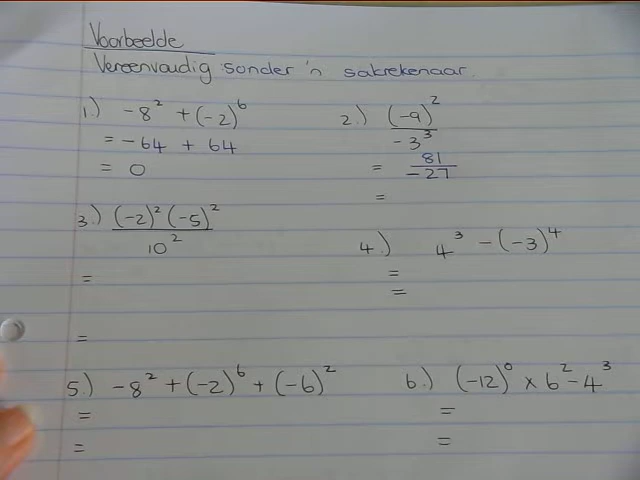 Voorbeelde
Vereenvoudig sonder 'n sakrekenaar.
1.) -8² + (-2)⁶
= -64 + 64
= 0
2.) (-9)²
-3³
= 81
-27
=
3.) (-2)² (-5)²
10²
=
=
4.) 4³ - (-3)⁴
=
=
5.) -8² + (-2)⁶ + (-6)²
=
=
6.) (-12)⁰ × 6² - 4³
=
=